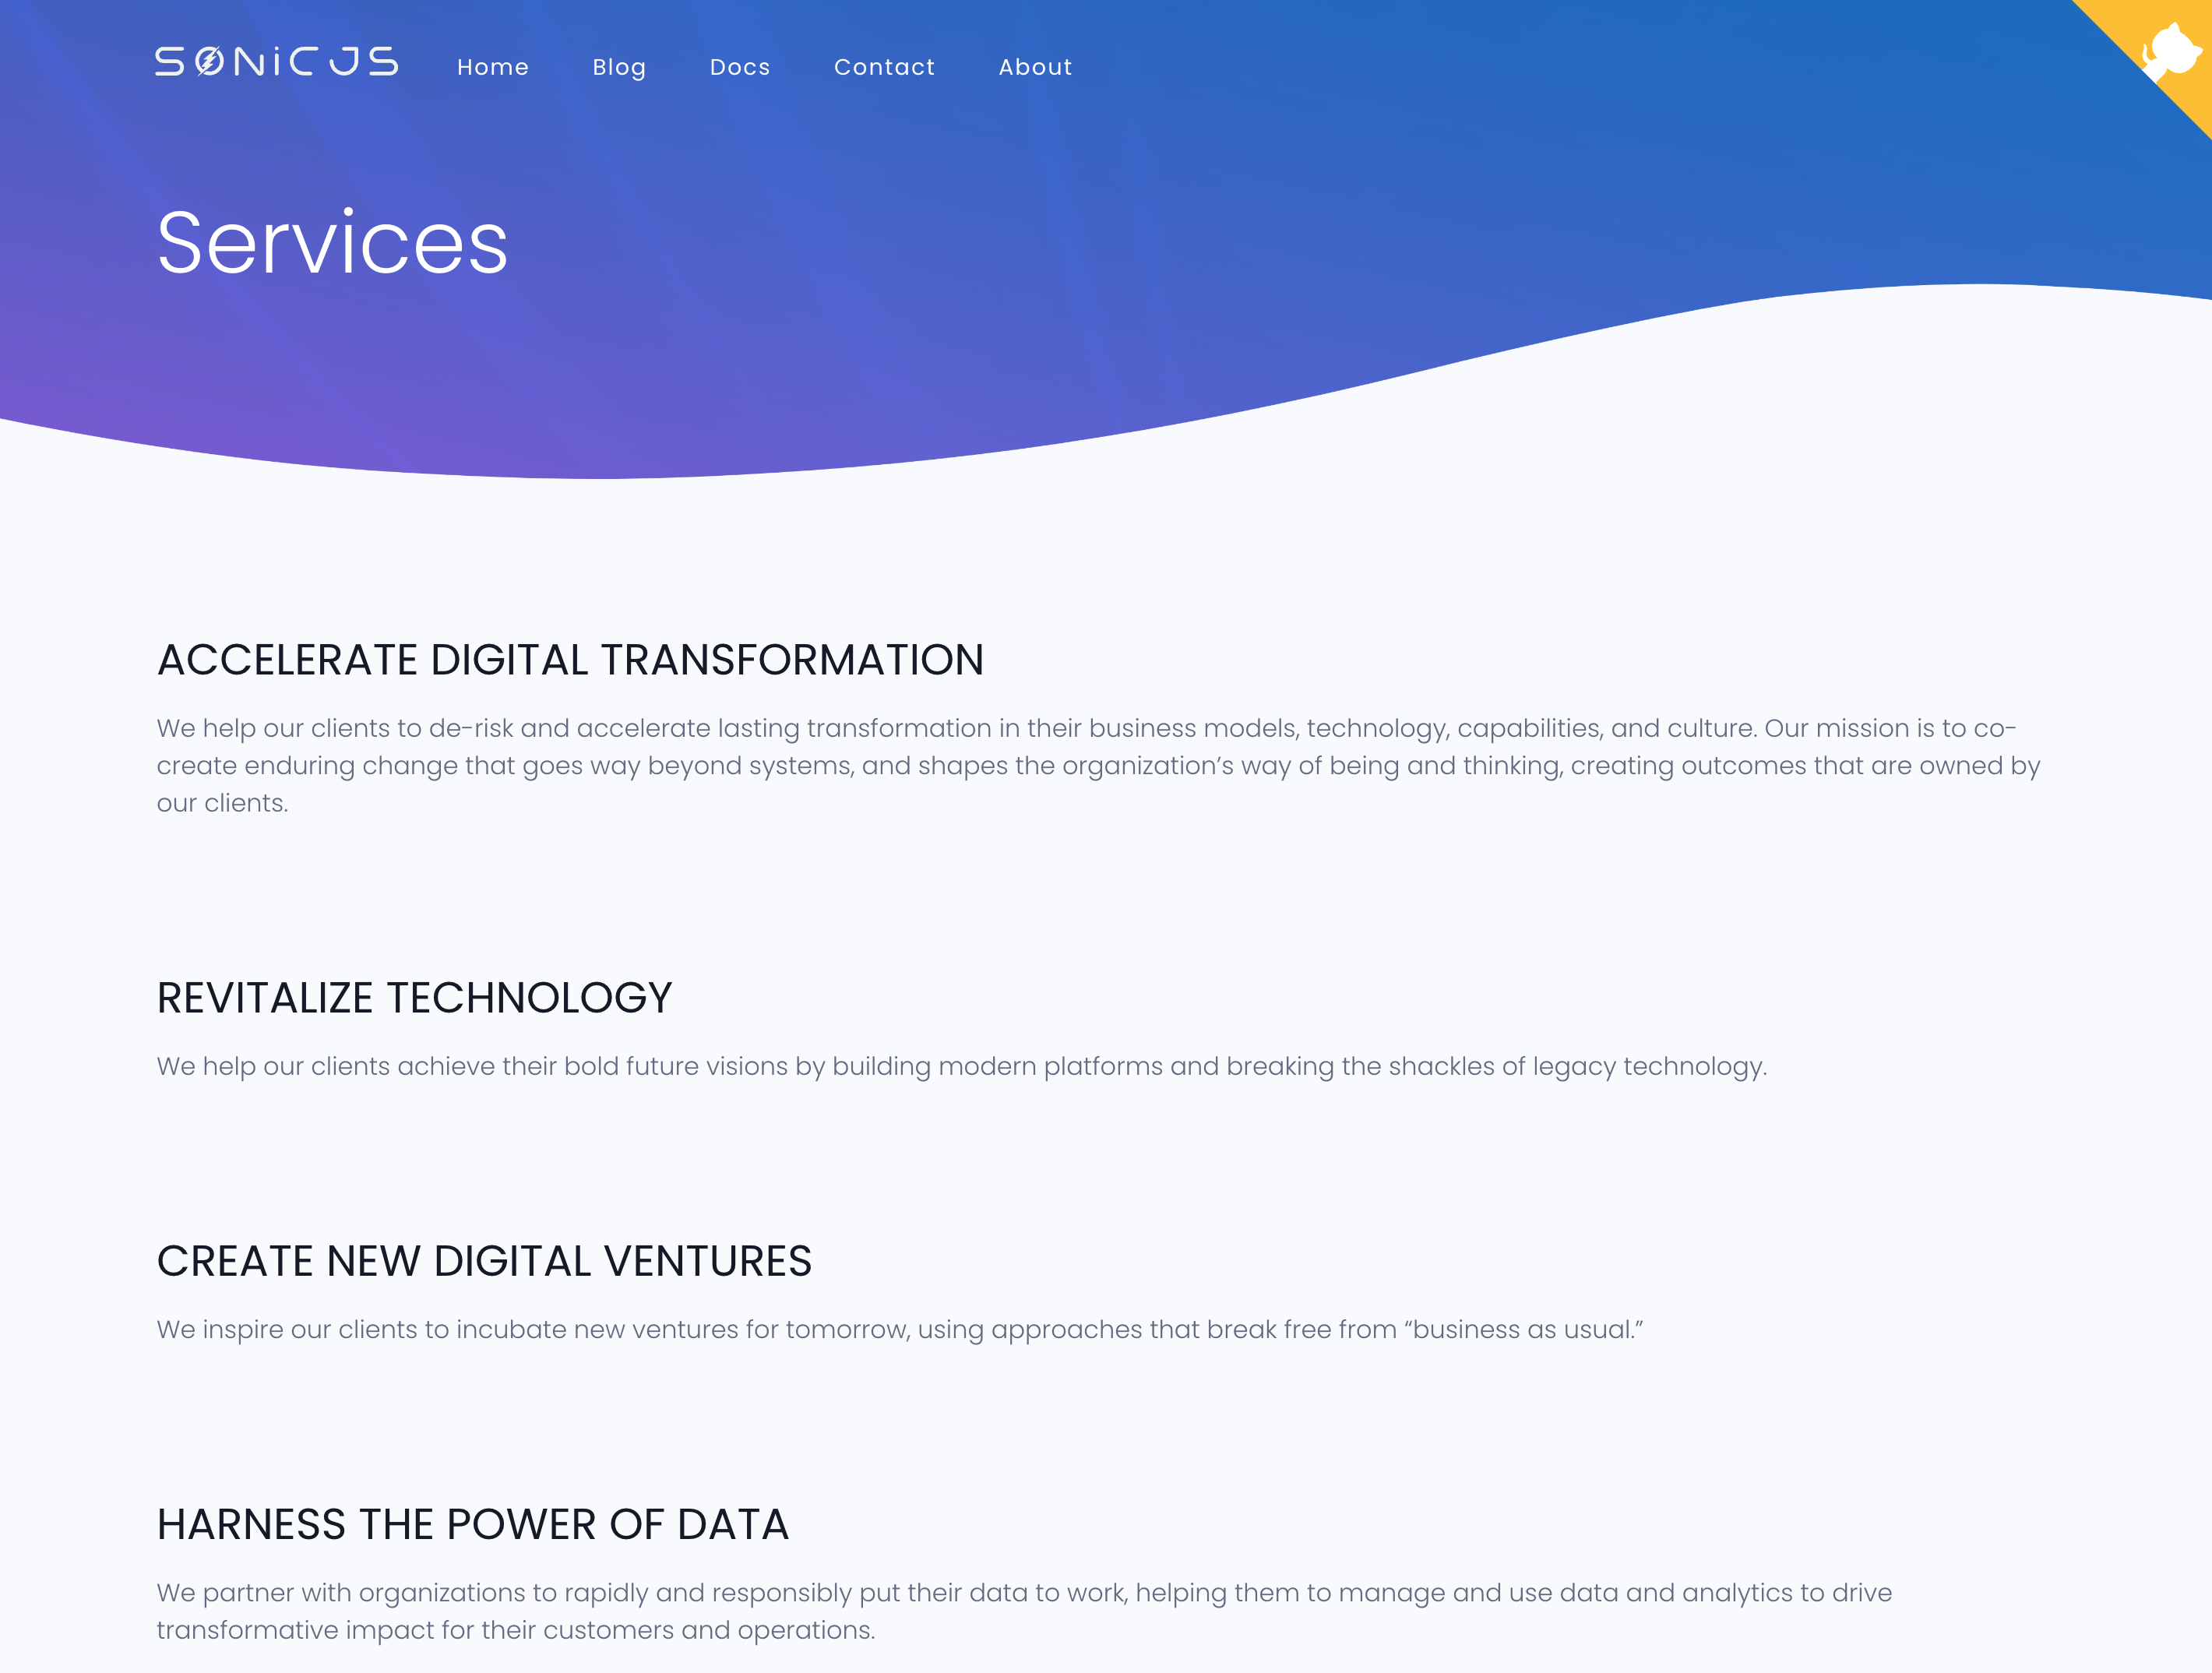 SONiC JS
Home Blog Docs Contact About
Services
ACCELERATE DIGITAL TRANSFORMATION
We help our clients to de-risk and accelerate lasting transformation in their business models, technology, capabilities, and culture. Our mission is to co-
create enduring change that goes way beyond systems, and shapes the organization’s way of being and thinking, creating outcomes that are owned by
our clients.
REVITALIZE TECHNOLOGY
We help our clients achieve their bold future visions by building modern platforms and breaking the shackles of legacy technology.
CREATE NEW DIGITAL VENTURES
We inspire our clients to incubate new ventures for tomorrow, using approaches that break free from “business as usual.”
HARNESS THE POWER OF DATA
We partner with organizations to rapidly and responsibly put their data to work, helping them to manage and use data and analytics to drive
transformative impact for their customers and operations.